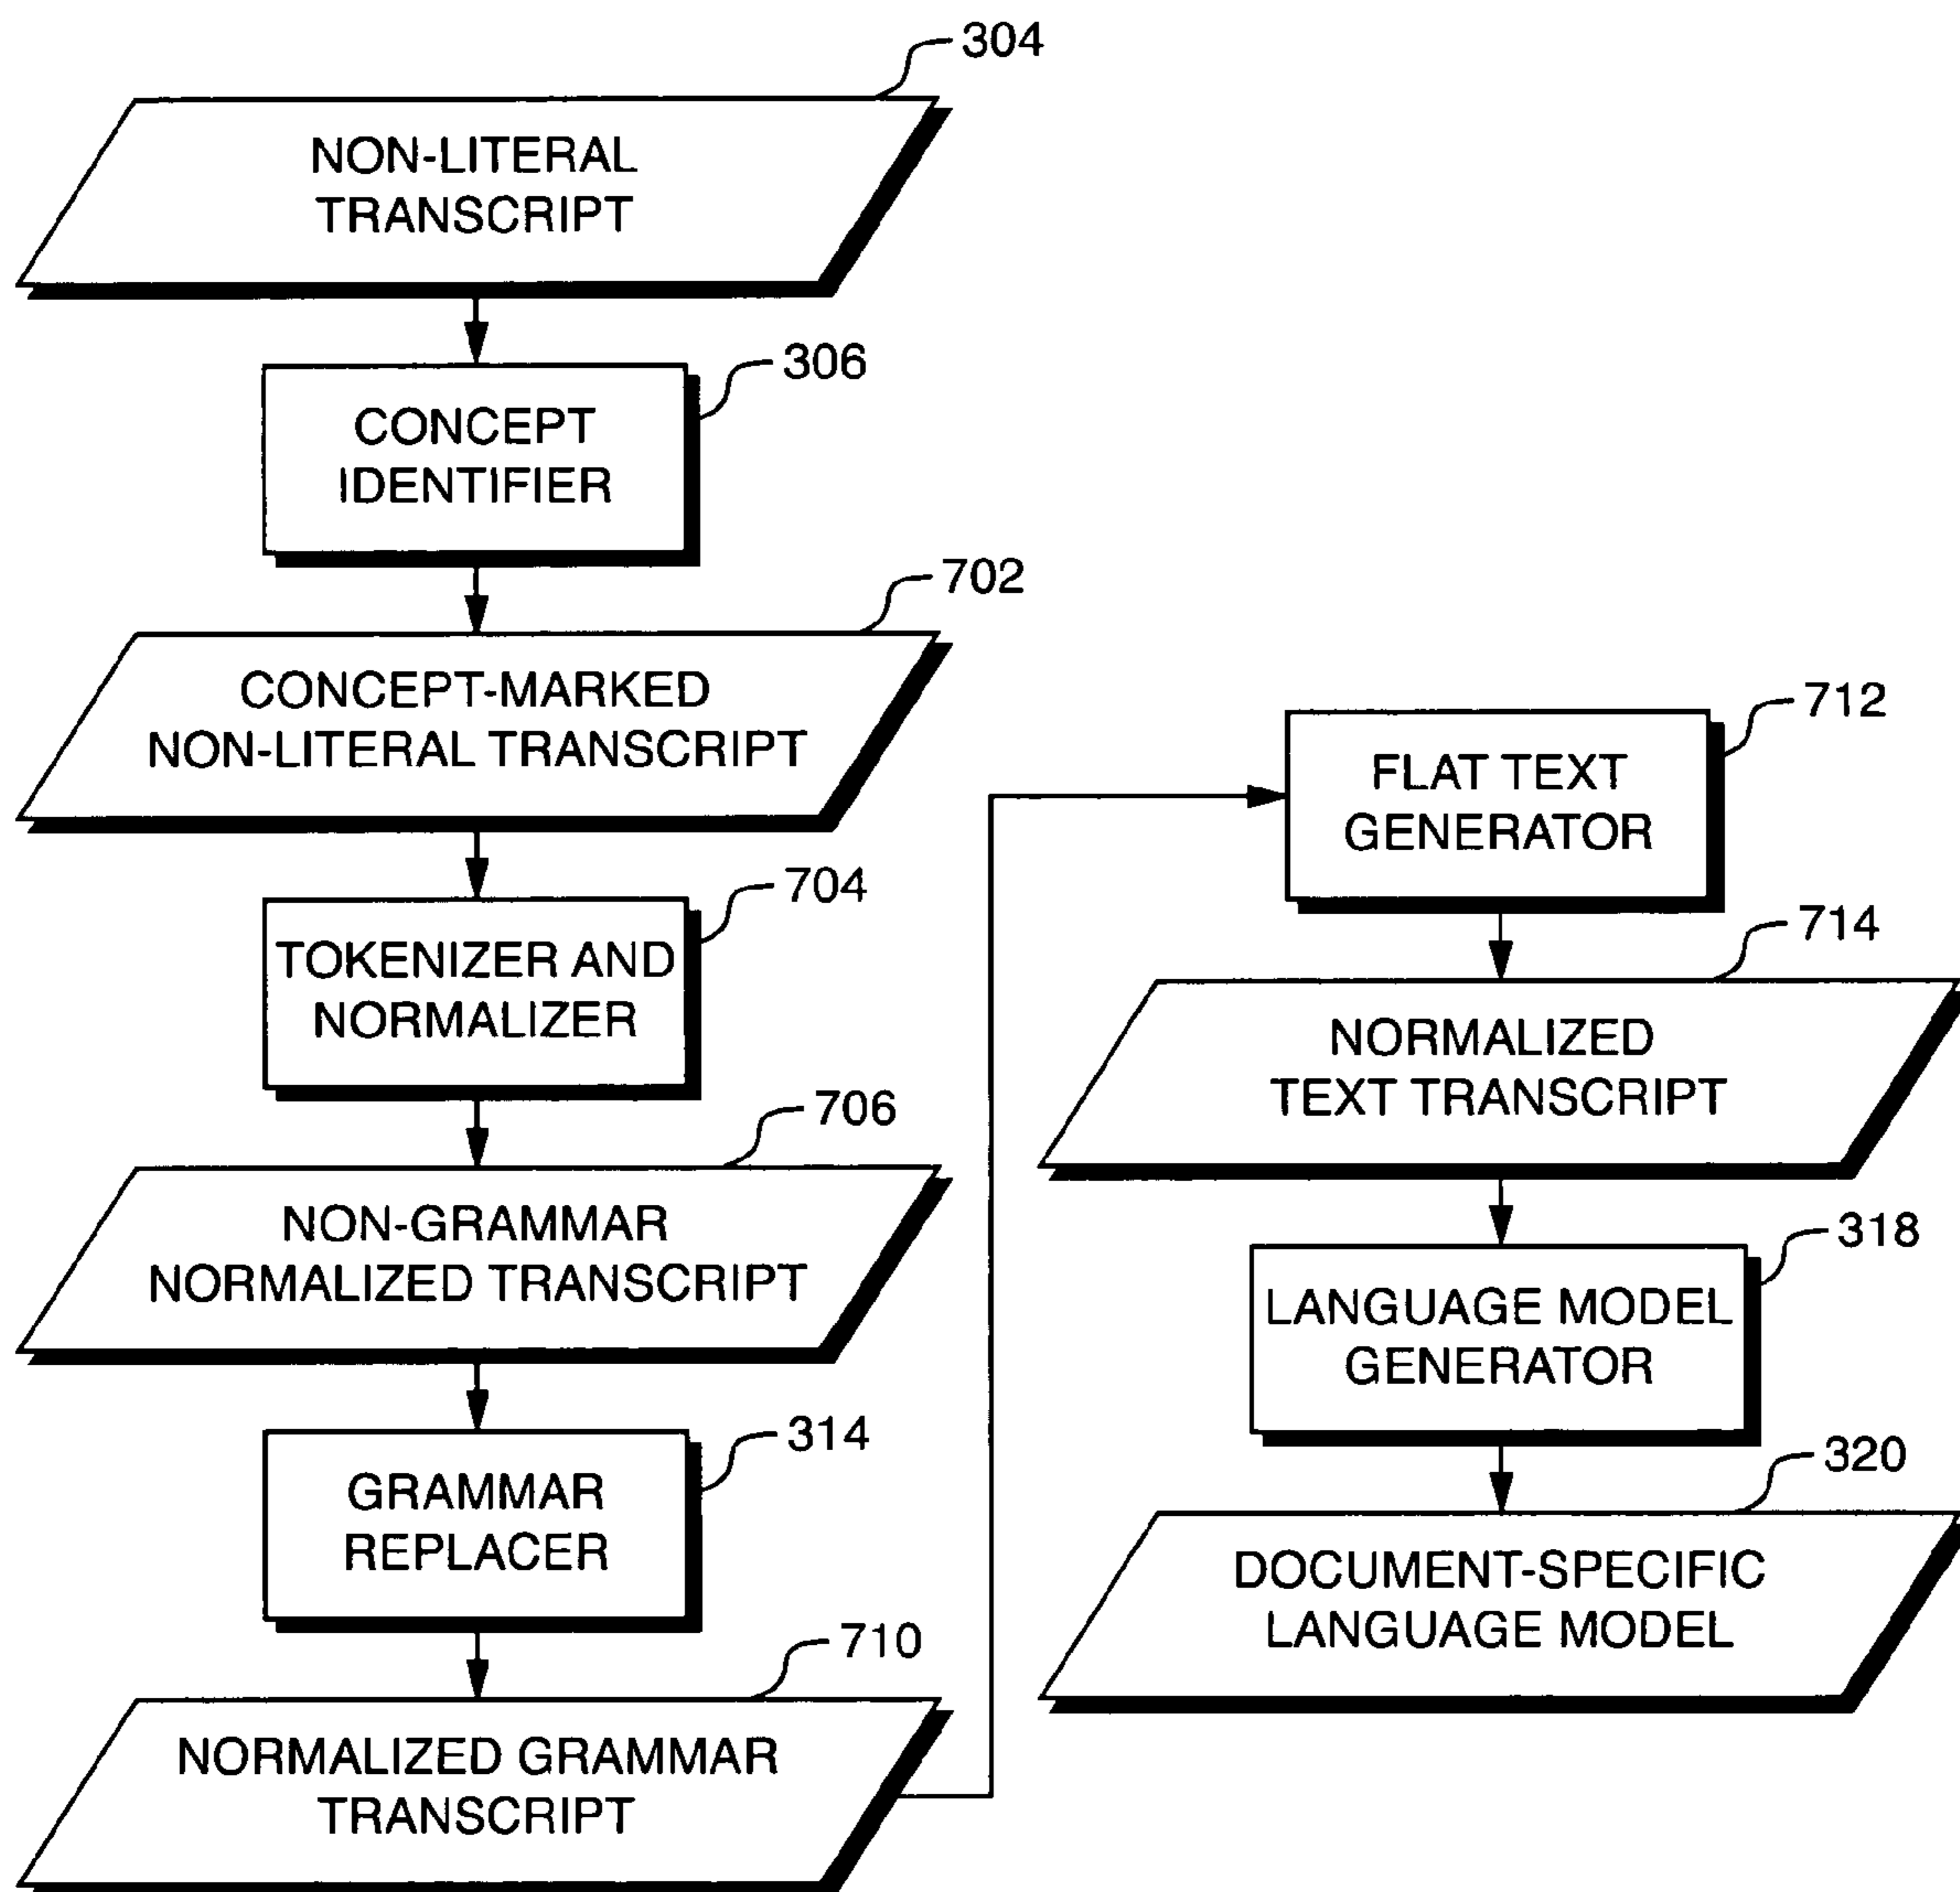 304
NON-LITERAL
TRANSCRIPT
306
CONCEPT
IDENTIFIER
702
CONCEPT-MARKED
NON-LITERAL TRANSCRIPT
704
TOKENIZER AND
NORMALIZER
706
NON-GRAMMAR
NORMALIZED TRANSCRIPT
314
GRAMMAR
REPLACER
710
NORMALIZED GRAMMAR
TRANSCRIPT
712
FLAT TEXT
GENERATOR
714
NORMALIZED
TEXT TRANSCRIPT
318
LANGUAGE MODEL
GENERATOR
320
DOCUMENT-SPECIFIC
LANGUAGE MODEL